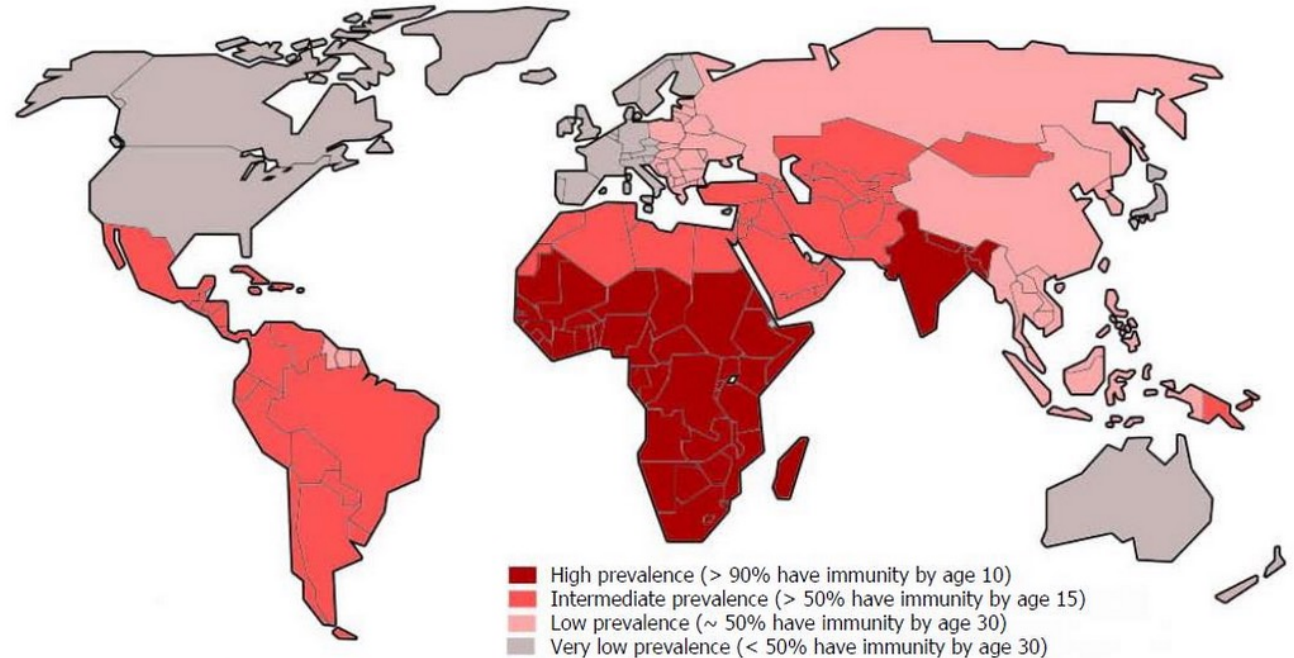 High prevalence (> 90% have immunity by age 10)
Intermediate prevalence (> 50% have immunity by age 15)
Low prevalence (~ 50% have immunity by age 30)
Very low prevalence (< 50% have immunity by age 30)